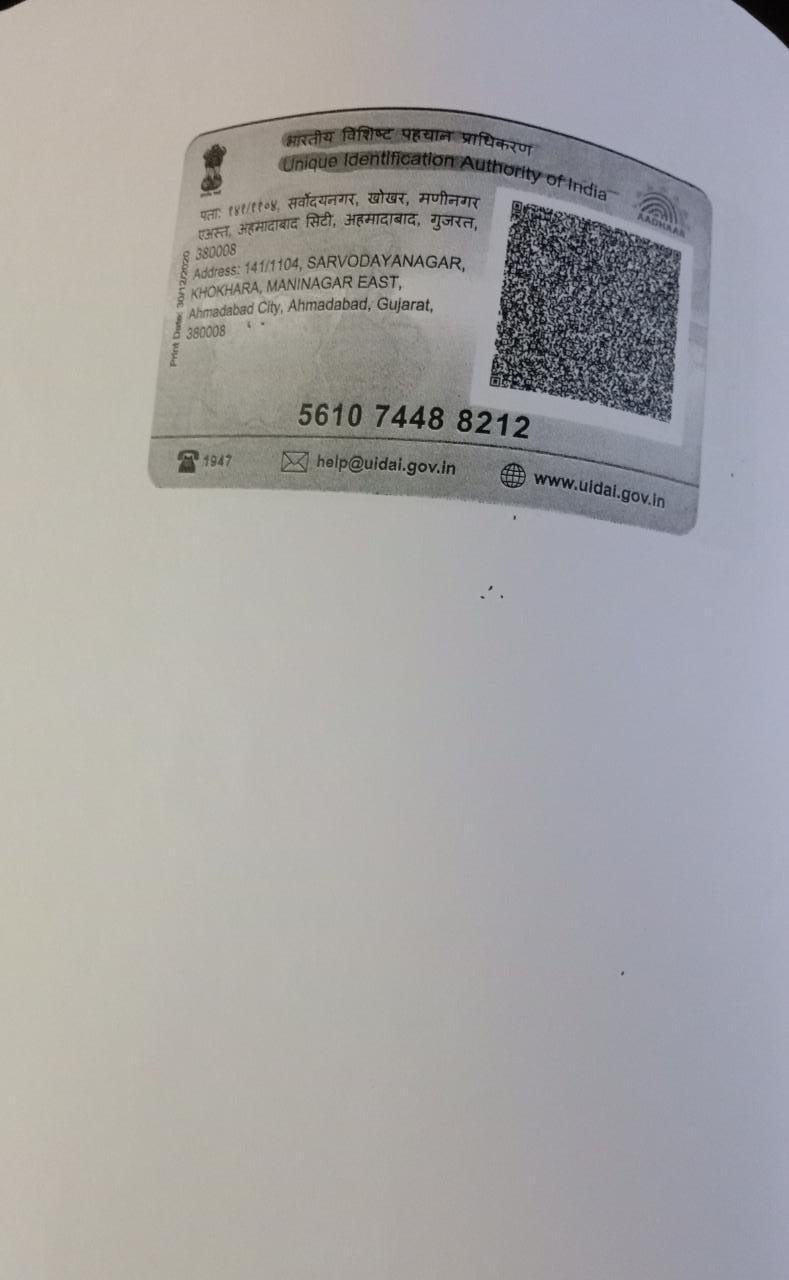 भारतीय विशिष्ट पहचान प्राधिकरण
Unique Identification Authority of India
AADHAAR
पता: १४१/११०४, सर्वोदयनगर, खोखर, मणीनगर
एअस्त, अहमादाबाद सिटी, अहमादाबाद, गुजरत,
380008
Address: 141/1104, SARVODAYANAGAR,
KHOKHARA, MANINAGAR EAST,
Ahmadabad City, Ahmadabad, Gujarat,
380008
Print Date: 30/12/2020
5610 7448 8212
1947
help@uidai.gov.in
www.uidai.gov.in